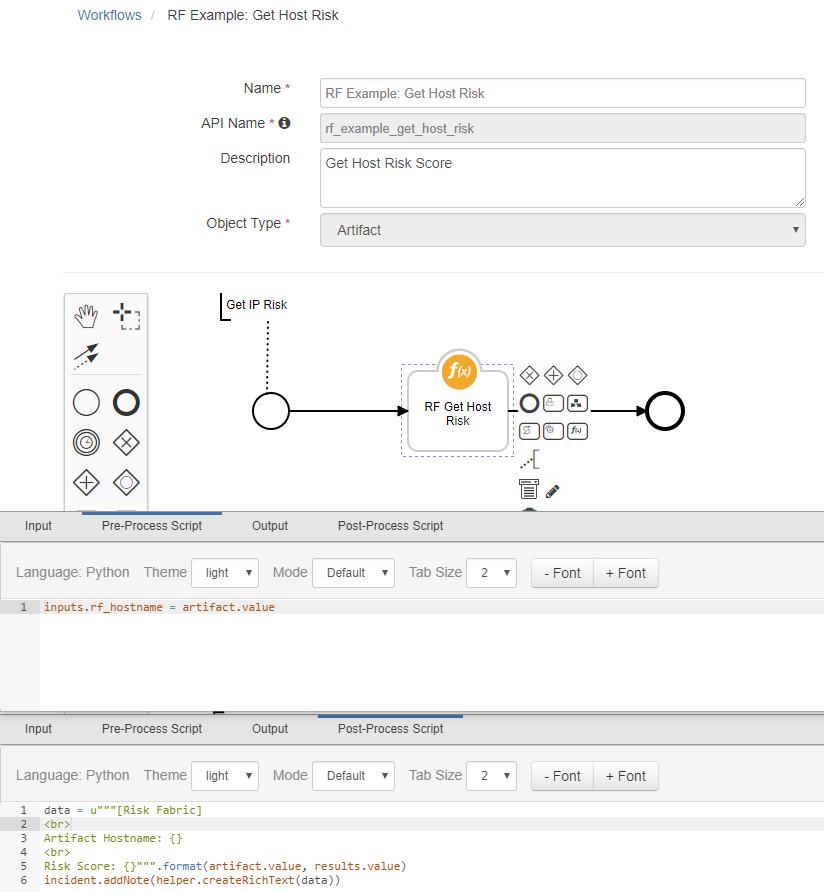 Workflows / RF Example: Get Host Risk
Name *
RF Example: Get Host Risk
API Name *
rf_example_get_host_risk
Description
Get Host Risk Score
Object Type *
Artifact
Get IP Risk
f(x)
RF Get Host
Risk
f(x)
Input Pre-Process Script Output Post-Process Script
Language: Python Theme light Mode Default Tab Size 2 - Font + Font
1 inputs.rf_hostname = artifact.value
Input Pre-Process Script Output Post-Process Script
Language: Python Theme light Mode Default Tab Size 2 - Font + Font
1 data = u"""[Risk Fabric]
2 <br>
3 Artifact Hostname: {}
4 <br>
5 Risk Score: {}""".format(artifact.value, results.value)
6 incident.addNote(helper.createRichText(data))